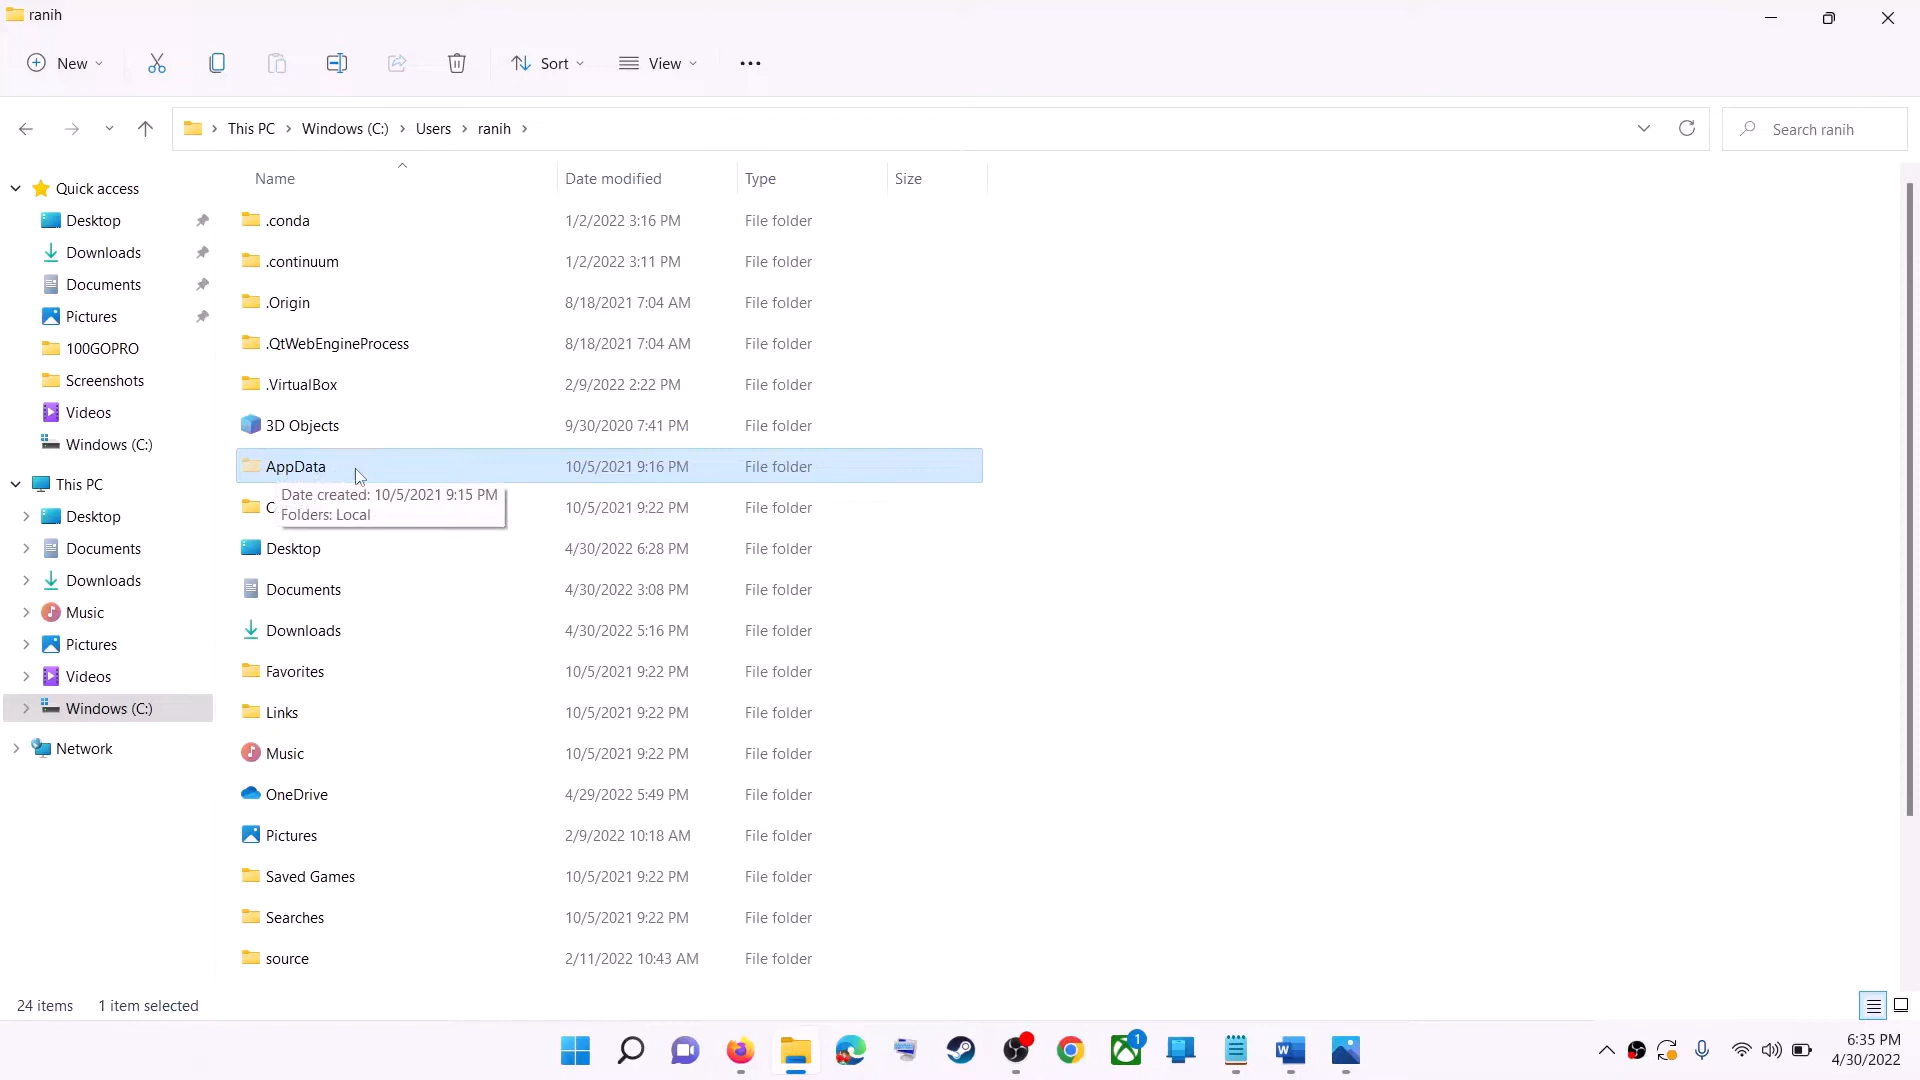 ranih
New
Sort
View
This PC
Windows (C:)
Users
ranih
Search ranih
Name
Date modified
Type
Size
Quick access
Desktop
Downloads
Documents
Pictures
100GOPRO
Screenshots
Videos
Windows (C:)
This PC
Desktop
Documents
Downloads
Music
Pictures
Videos
Windows (C:)
Network
.conda 1/2/2022 3:16 PM File folder
.continuum 1/2/2022 3:11 PM File folder
.Origin 8/18/2021 7:04 AM File folder
.QtWebEngineProcess 8/18/2021 7:04 AM File folder
.VirtualBox 2/9/2022 2:22 PM File folder
3D Objects 9/30/2020 7:41 PM File folder
AppData 10/5/2021 9:16 PM File folder
Date created: 10/5/2021 9:15 PM
Folders: Local
10/5/2021 9:22 PM File folder
Desktop 4/30/2022 6:28 PM File folder
Documents 4/30/2022 3:08 PM File folder
Downloads 4/30/2022 5:16 PM File folder
Favorites 10/5/2021 9:22 PM File folder
Links 10/5/2021 9:22 PM File folder
Music 10/5/2021 9:22 PM File folder
OneDrive 4/29/2022 5:49 PM File folder
Pictures 2/9/2022 10:18 AM File folder
Saved Games 10/5/2021 9:22 PM File folder
Searches 10/5/2021 9:22 PM File folder
source 2/11/2022 10:43 AM File folder
24 items 1 item selected
1
6:35 PM
4/30/2022